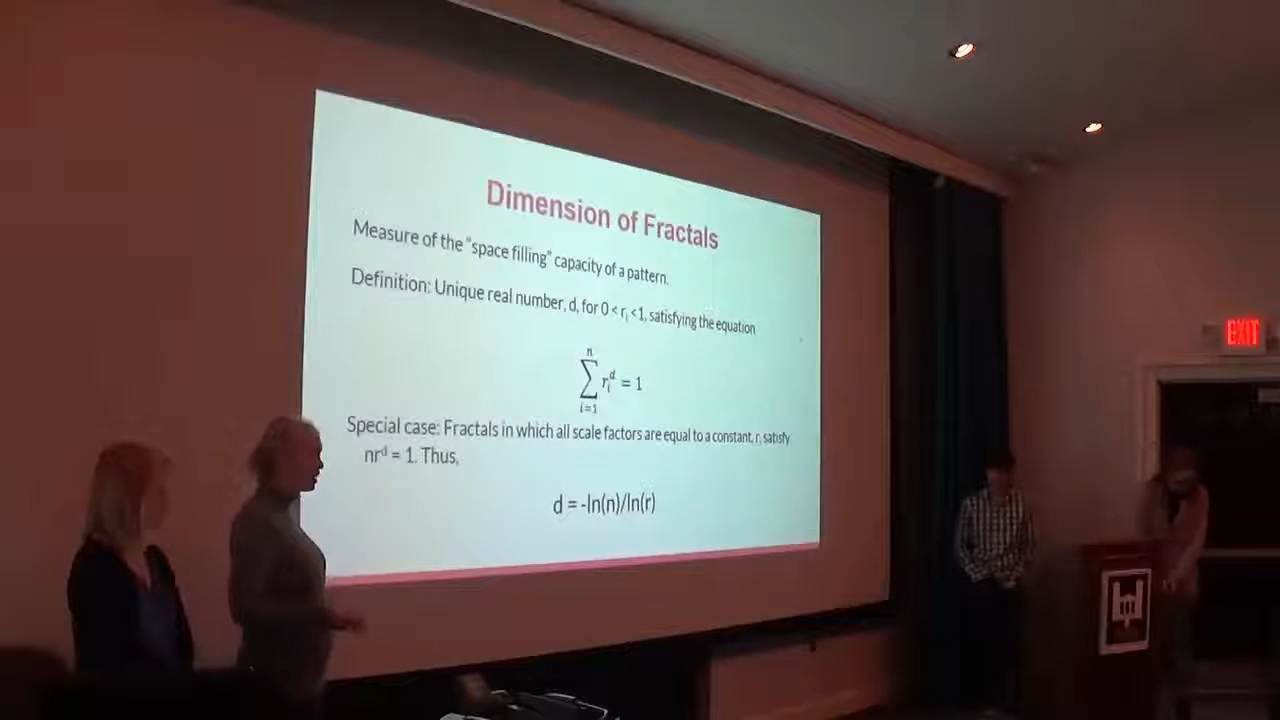 Dimension of Fractals
Measure of the "space filling" capacity of a pattern.
Definition: Unique real number, d, for 0 < rᵢ < 1, satisfying the equation
n
∑ rᵢᵈ = 1
i=1
Special case: Fractals in which all scale factors are equal to a constant, r, satisfy
nrᵈ = 1. Thus,
d = -ln(n)/ln(r)
EXIT